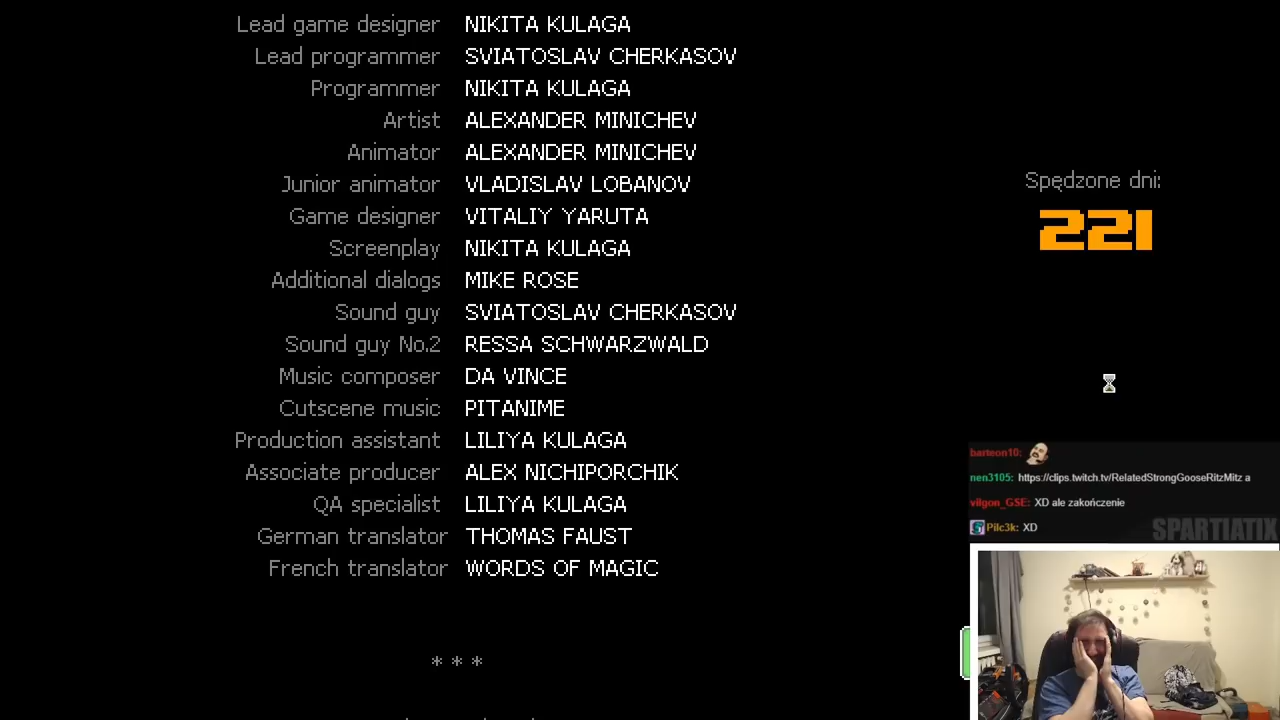 Lead game designer NIKITA KULAGA
Lead programmer SVIATOSLAV CHERKASOV
Programmer NIKITA KULAGA
Artist ALEXANDER MINICHEV
Animator ALEXANDER MINICHEV
Junior animator VLADISLAV LOBANOV
Game designer VITALIY YARUTA
Screenplay NIKITA KULAGA
Additional dialogs MIKE ROSE
Sound guy SVIATOSLAV CHERKASOV
Sound guy No.2 RESSA SCHWARZWALD
Music composer DA VINCE
Cutscene music PITANIME
Production assistant LILIYA KULAGA
Associate producer ALEX NICHIPORCHIK
QA specialist LILIYA KULAGA
German translator THOMAS FAUST
French translator WORDS OF MAGIC
* * *
Spędzone dni:
221
barteon10:
nen3105: https://clips.twitch.tv/RelatedStrongGooseRitzMitz a
vilgon_GSE: XD ale zakończenie
Pilc3k: XD
SPARTIATIX